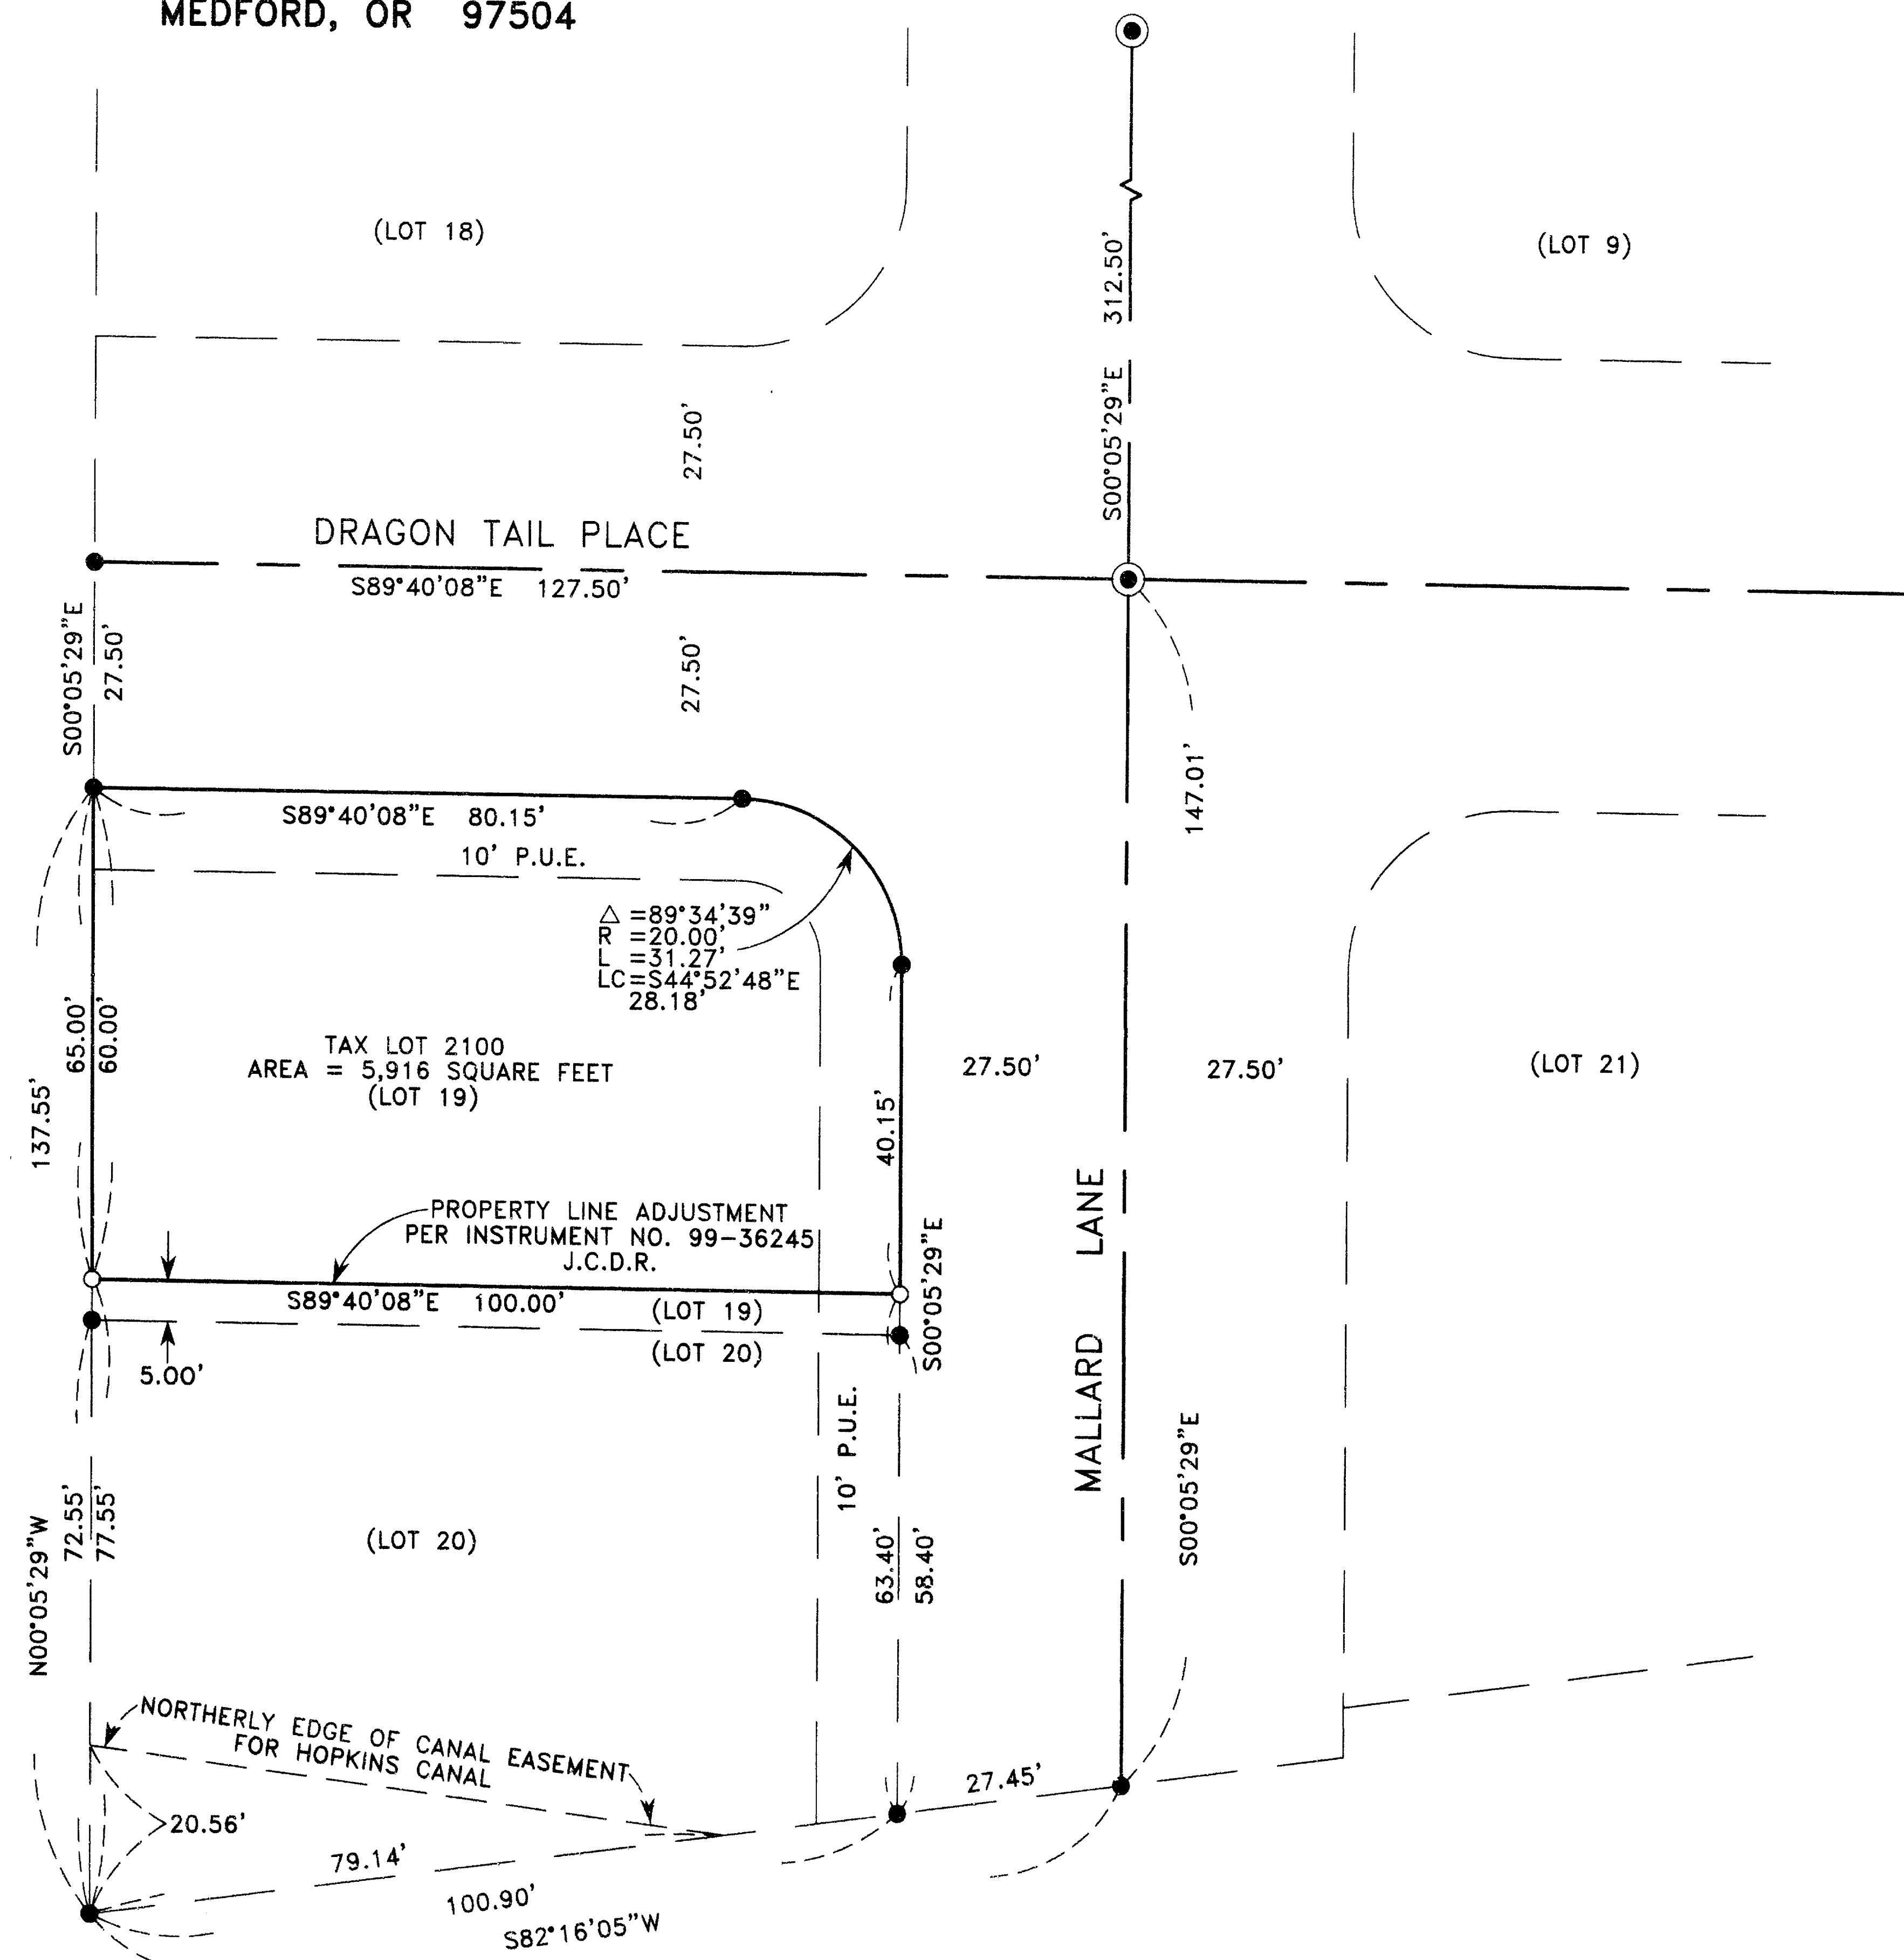 MEDFORD, OR 97504
(LOT 18)
(LOT 9)
312.50'
S00°05'29"E
27.50'
DRAGON TAIL PLACE
S89°40'08"E 127.50'
S00°05'29"E
27.50'
27.50'
147.01'
S89°40'08"E 80.15'
10' P.U.E.
△ =89°34'39"
R =20.00'
L =31.27'
LC=S44°52'48"E
28.18'
65.00'
60.00'
137.55'
TAX LOT 2100
AREA = 5,916 SQUARE FEET
(LOT 19)
27.50'
27.50'
(LOT 21)
40.15'
PROPERTY LINE ADJUSTMENT
PER INSTRUMENT NO. 99-36245
J.C.D.R.
S89°40'08"E 100.00'
(LOT 19)
(LOT 20)
5.00'
S00°05'29"E
MALLARD LANE
10' P.U.E.
S00°05'29"E
N00°05'29"W
72.55'
77.55'
(LOT 20)
63.40'
58.40'
NORTHERLY EDGE OF CANAL EASEMENT
FOR HOPKINS CANAL
27.45'
20.56'
79.14'
100.90'
S82°16'05"W